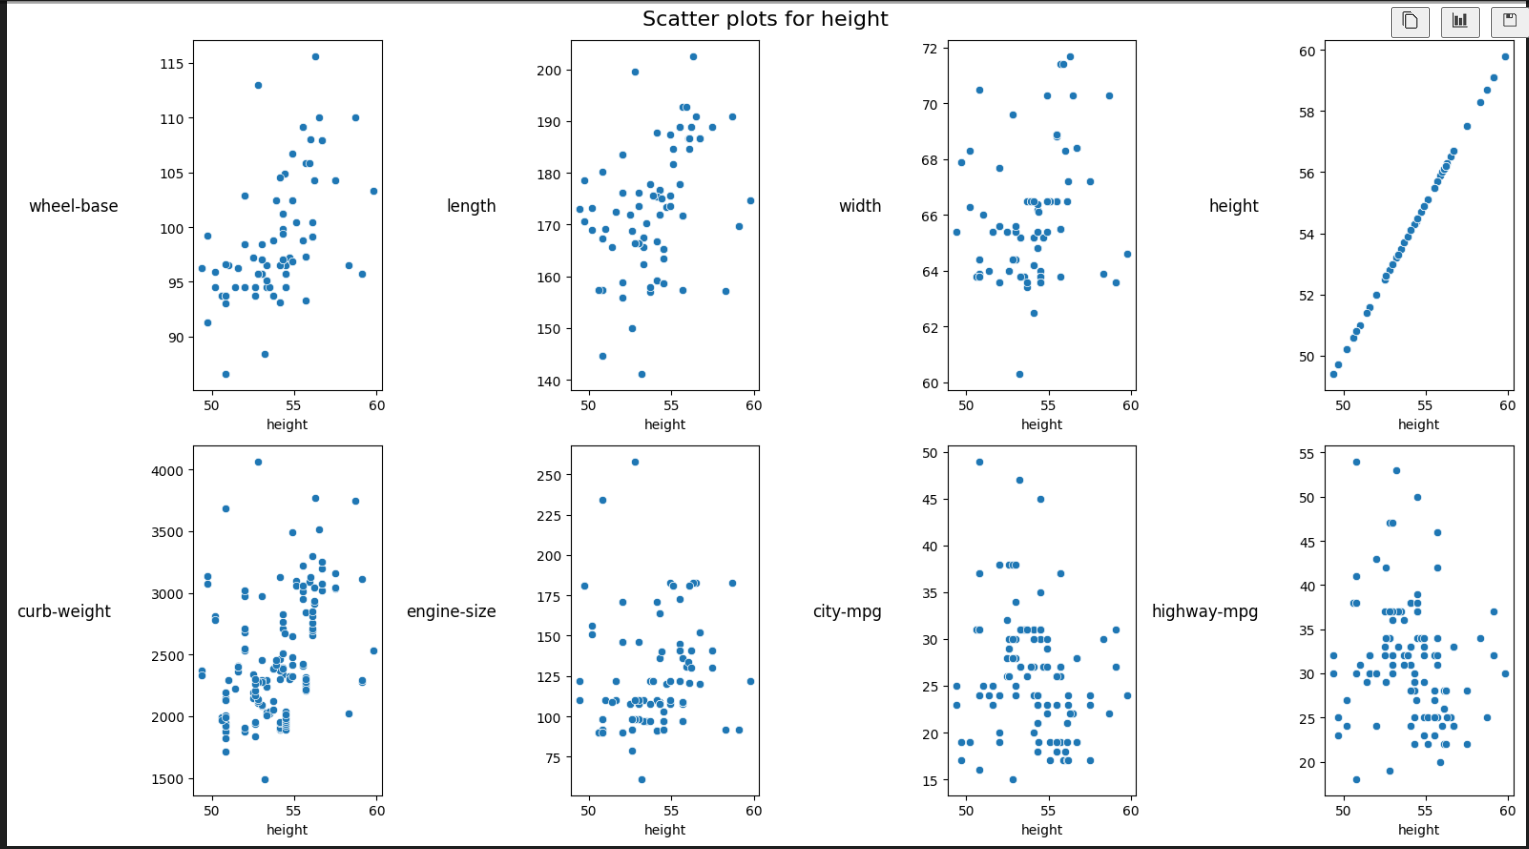 Scatter plots for height
wheel-base
115
110
105
100
95
90
50 55 60
height
length
200
190
180
170
160
150
140
50 55 60
height
width
72
70
68
66
64
62
60
50 55 60
height
height
60
58
56
54
52
50
50 55 60
height
curb-weight
4000
3500
3000
2500
2000
1500
50 55 60
height
engine-size
250
225
200
175
150
125
100
75
50 55 60
height
city-mpg
50
45
40
35
30
25
20
15
50 55 60
height
highway-mpg
55
50
45
40
35
30
25
20
50 55 60
height